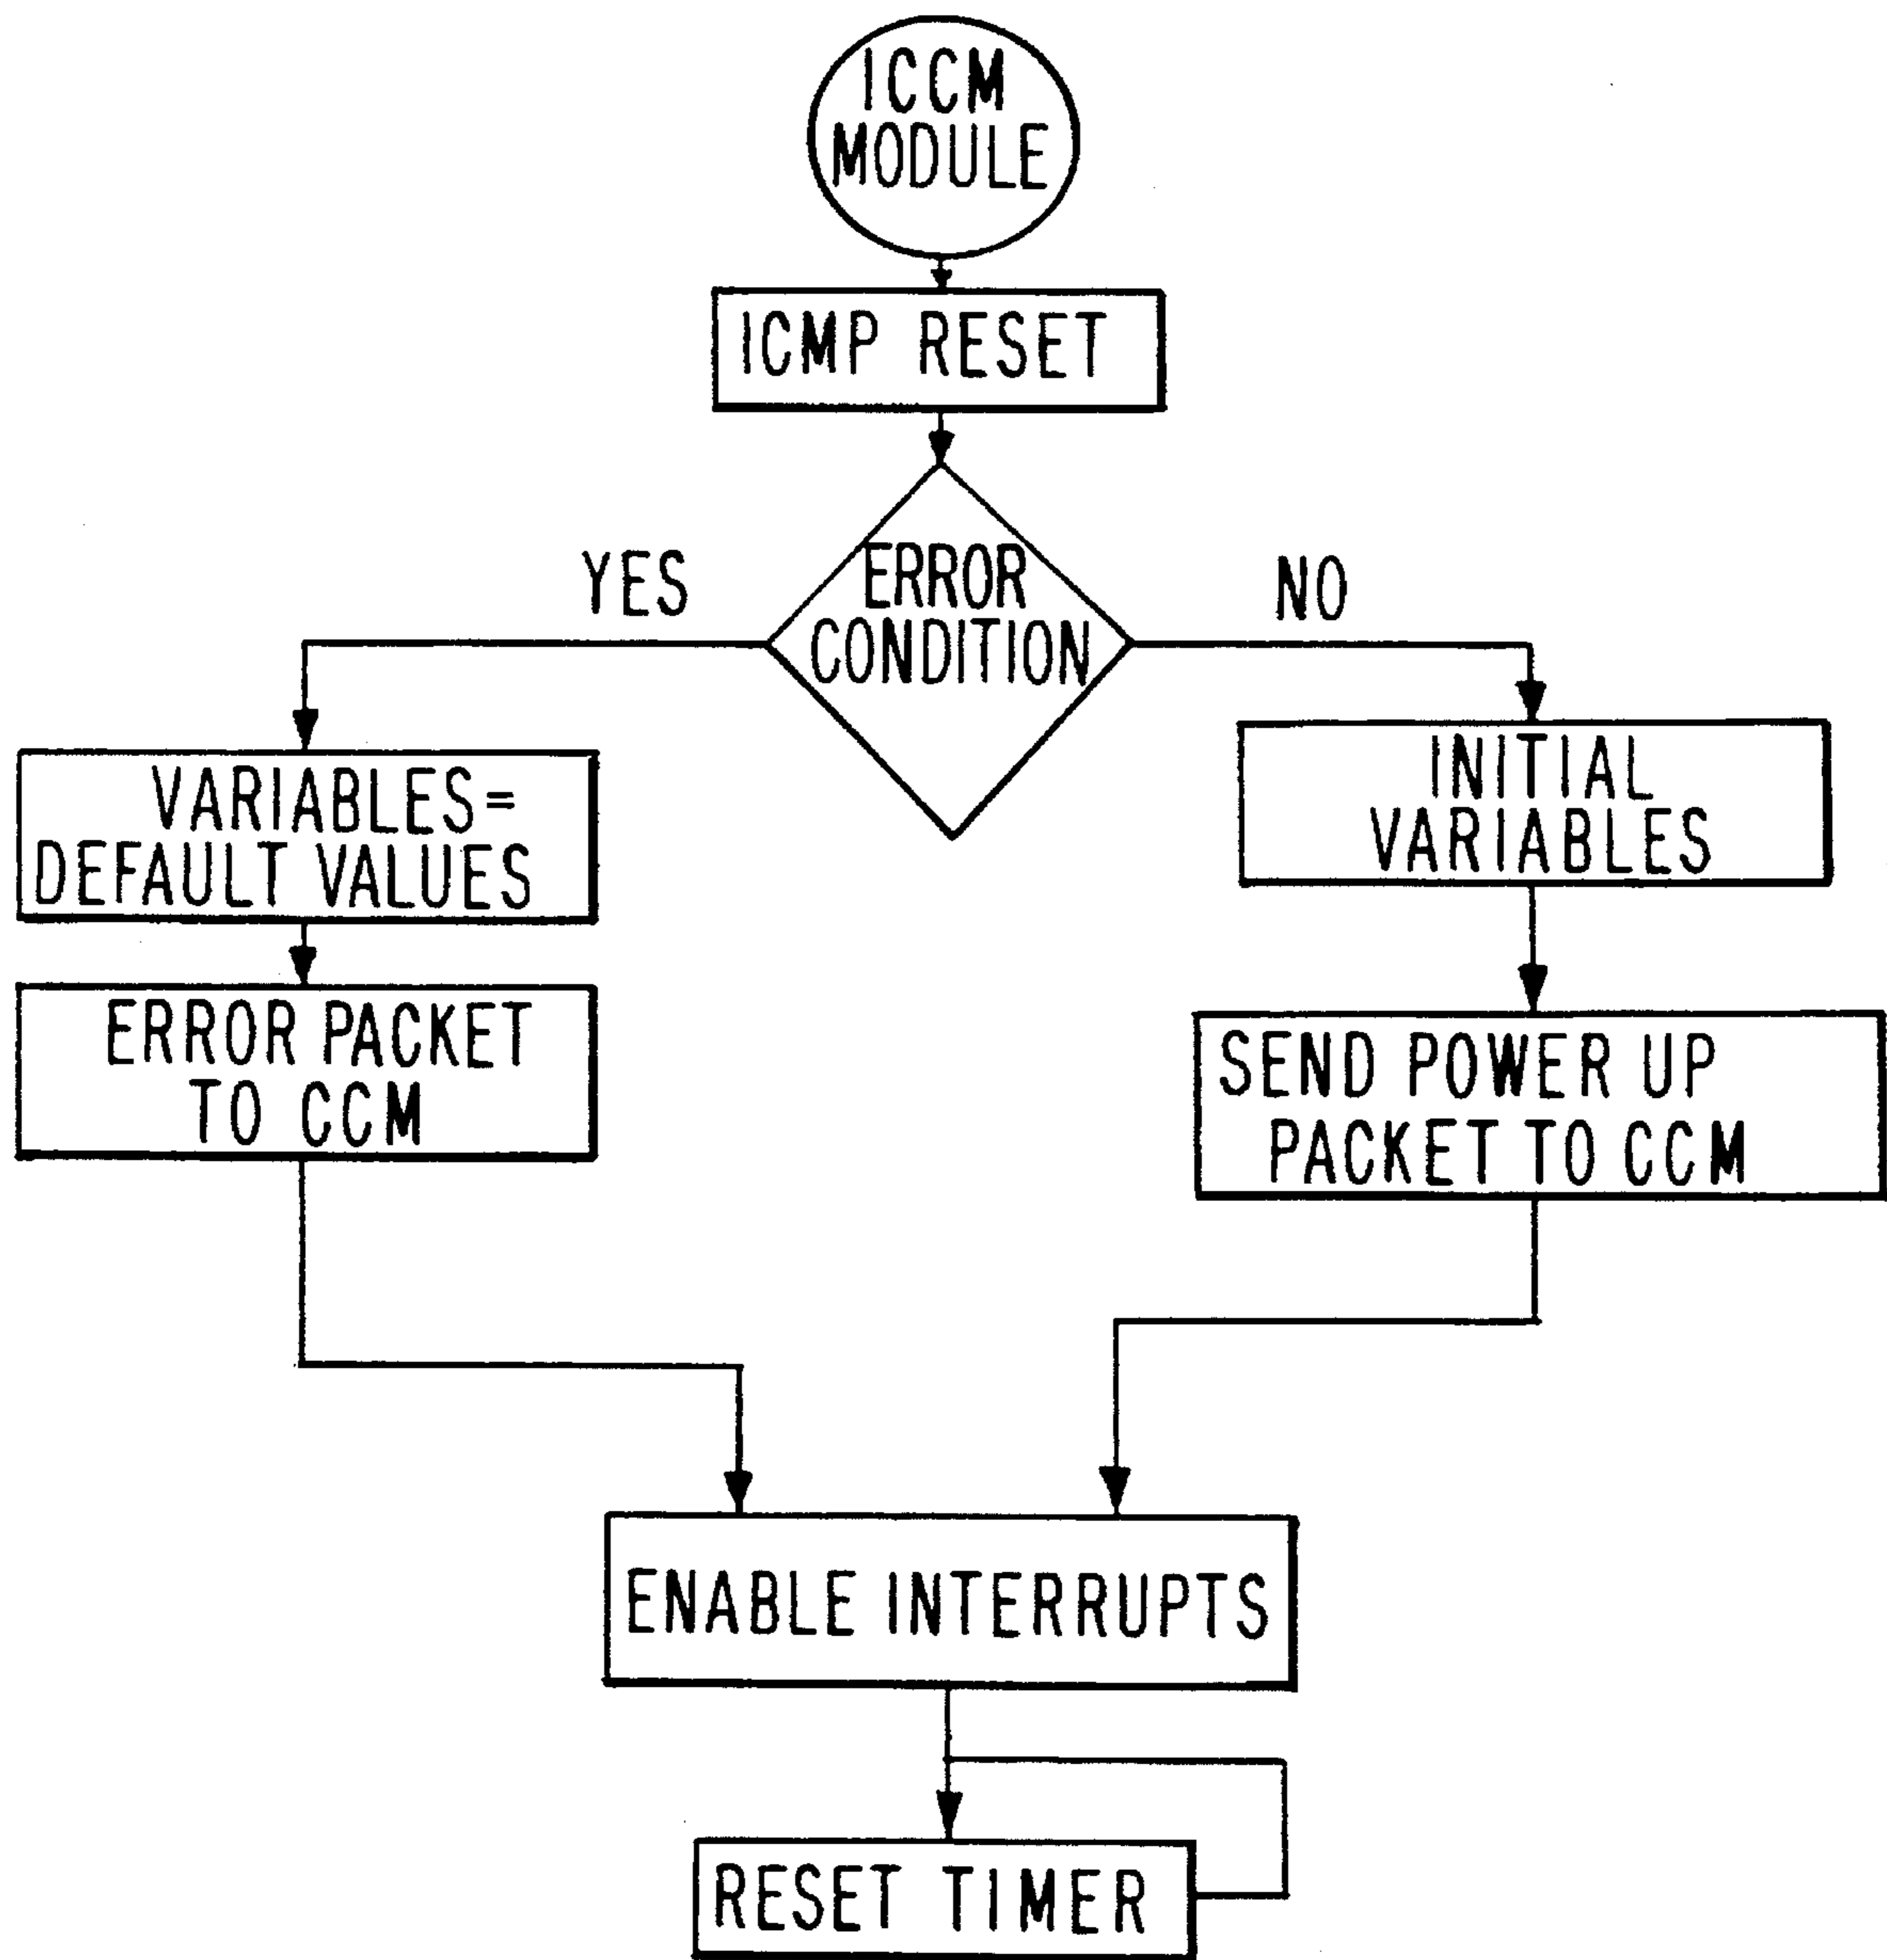 ICCM
MODULE
ICMP RESET
ERROR
CONDITION
YES
NO
VARIABLES=
DEFAULT VALUES
INITIAL
VARIABLES
ERROR PACKET
TO CCM
SEND POWER UP
PACKET TO CCM
ENABLE INTERRUPTS
RESET TIMER